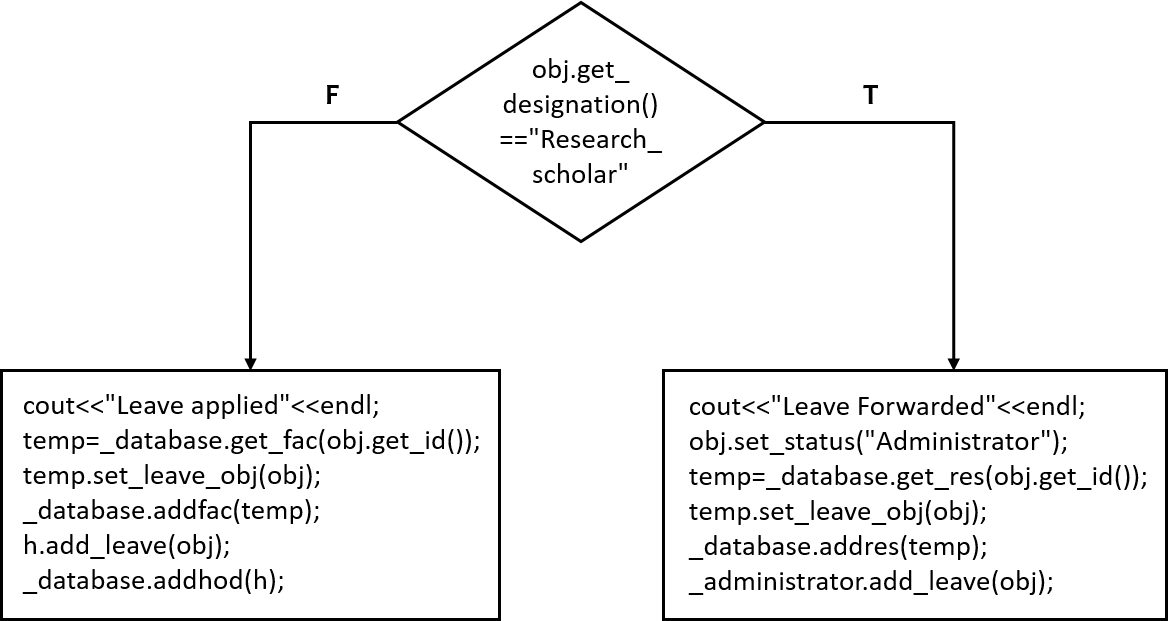 obj.get_
designation()
=="Research_
scholar"
F
T
cout<<"Leave applied"<<endl;
temp=_database.get_fac(obj.get_id());
temp.set_leave_obj(obj);
_database.addfac(temp);
h.add_leave(obj);
_database.addhod(h);
cout<<"Leave Forwarded"<<endl;
obj.set_status("Administrator");
temp=_database.get_res(obj.get_id());
temp.set_leave_obj(obj);
_database.addres(temp);
_administrator.add_leave(obj);